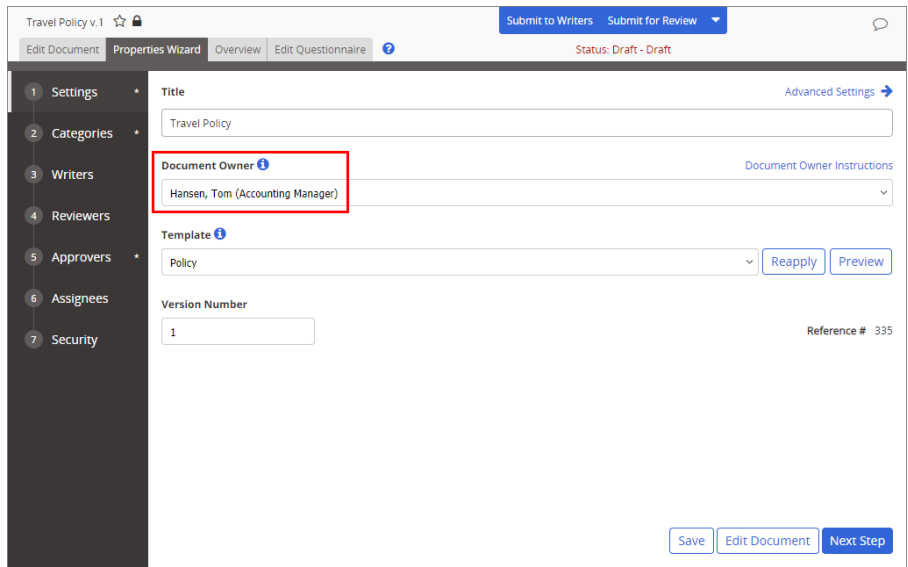 Travel Policy v.1
Submit to Writers Submit for Review
Edit Document Properties Wizard Overview Edit Questionnaire ?
Status: Draft - Draft
1 Settings *
2 Categories *
3 Writers
4 Reviewers
5 Approvers *
6 Assignees
7 Security
Title
Advanced Settings
Travel Policy
Document Owner i
Document Owner Instructions
Hansen, Tom (Accounting Manager)
Template i
Policy
Reapply Preview
Version Number
1
Reference # 335
Save Edit Document Next Step